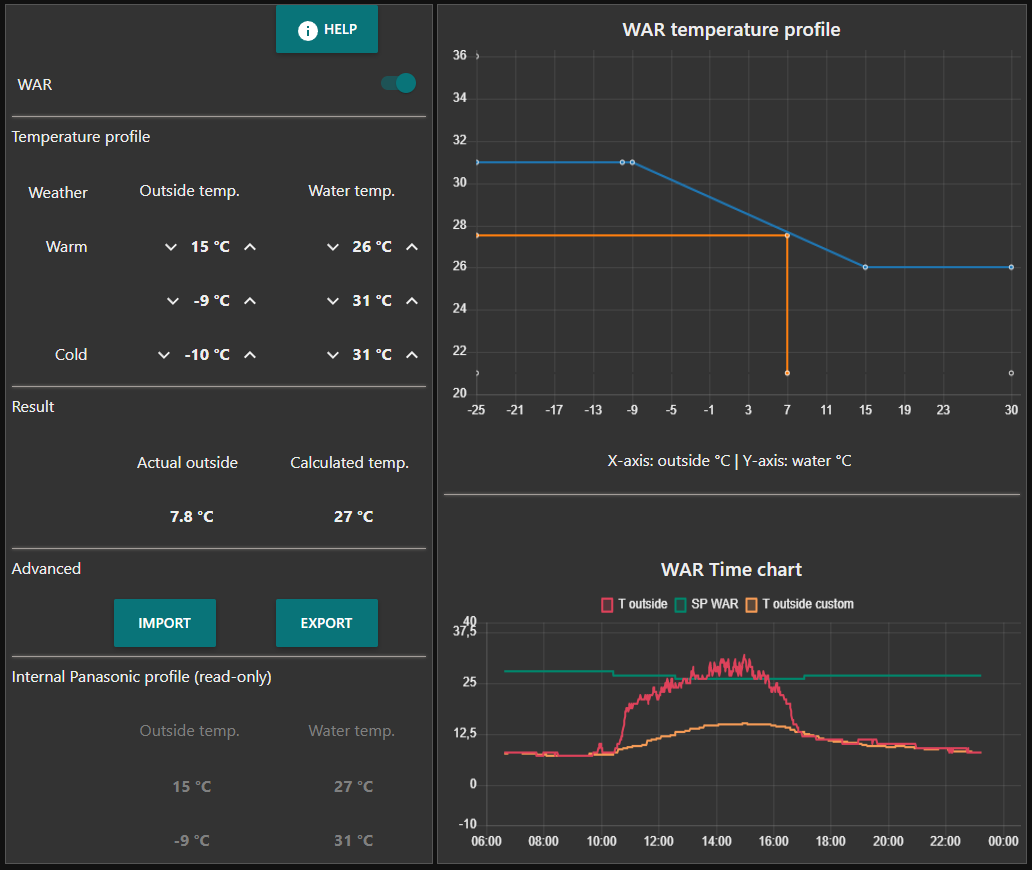 HELP
WAR
Temperature profile
Weather Outside temp. Water temp.
Warm 15 °C 26 °C
-9 °C 31 °C
Cold -10 °C 31 °C
Result
Actual outside Calculated temp.
7.8 °C 27 °C
Advanced
IMPORT EXPORT
Internal Panasonic profile (read-only)
Outside temp. Water temp.
15 °C 27 °C
-9 °C 31 °C
WAR temperature profile
36
34
32
30
28
26
24
22
20
-25 -21 -17 -13 -9 -5 -1 3 7 11 15 19 23 30
X-axis: outside °C | Y-axis: water °C
WAR Time chart
T outside SP WAR T outside custom
40
37,5
25
12,5
0
-10
06:00 08:00 10:00 12:00 14:00 16:00 18:00 20:00 22:00 00:00